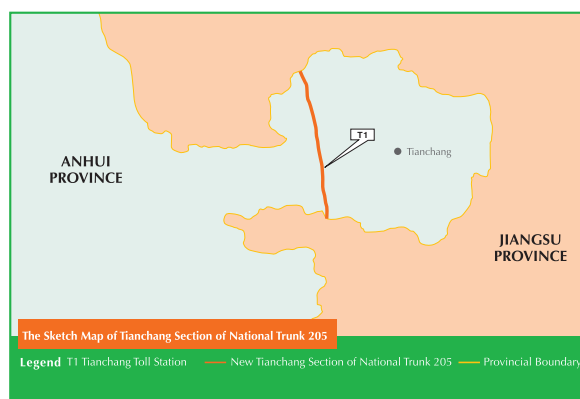 T1
Tianchang
ANHUI
PROVINCE
JIANGSU
PROVINCE
The Sketch Map of Tianchang Section of National Trunk 205
Legend T1 Tianchang Toll Station New Tianchang Section of National Trunk 205 Provincial Boundary